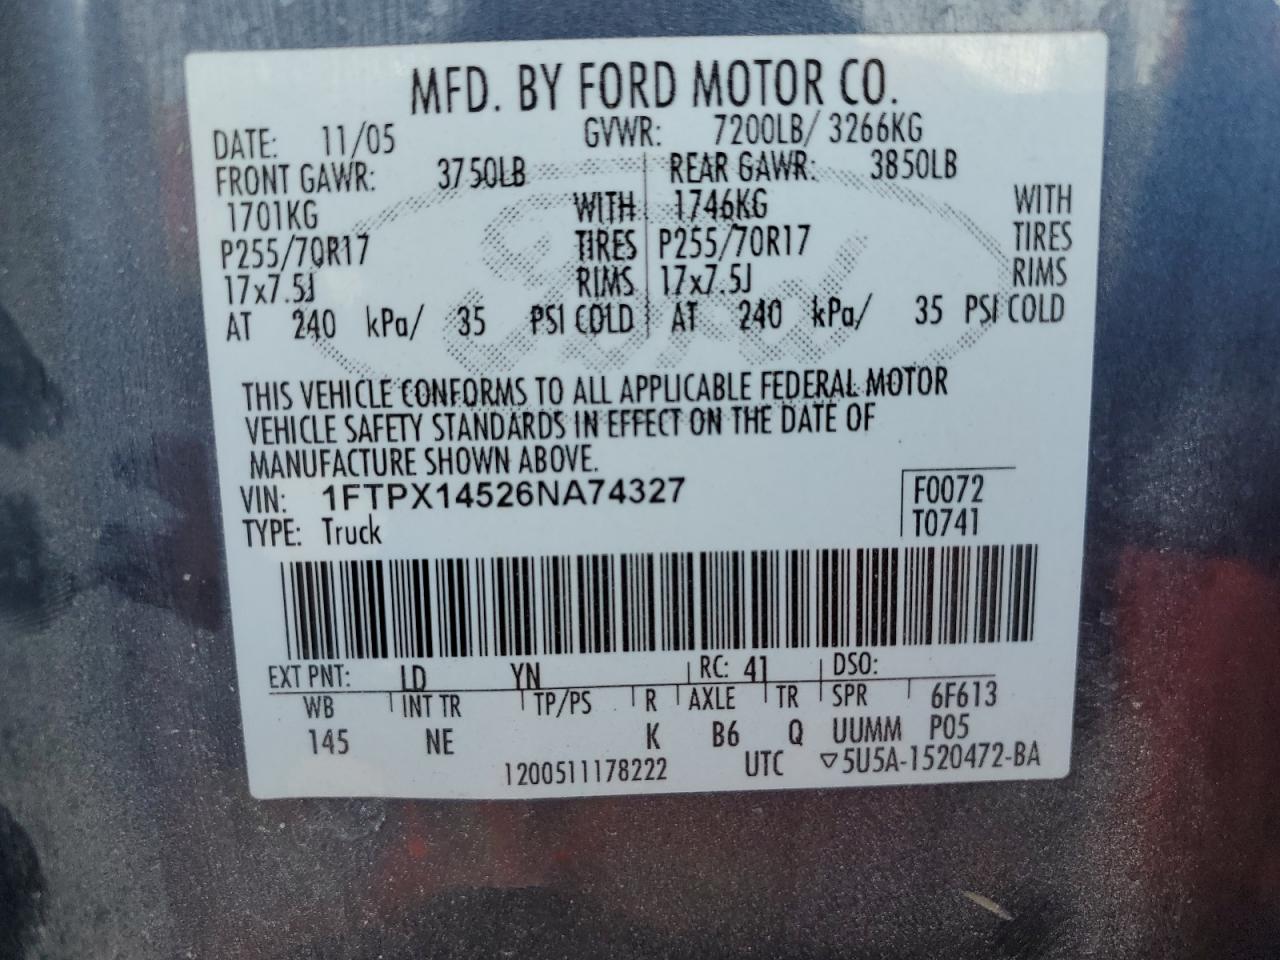 MFD. BY FORD MOTOR CO.
DATE: 11/05 GVWR: 7200LB/ 3266KG
FRONT GAWR: 3750LB REAR GAWR: 3850LB
1701KG WITH 1746KG WITH
P255/70R17 TIRES P255/70R17 TIRES
17x7.5J RIMS 17x7.5J RIMS
AT 240 kPa/ 35 PSI COLD AT 240 kPa/ 35 PSI COLD
THIS VEHICLE CONFORMS TO ALL APPLICABLE FEDERAL MOTOR
VEHICLE SAFETY STANDARDS IN EFFECT ON THE DATE OF
MANUFACTURE SHOWN ABOVE.
VIN: 1FTPX14526NA74327 F0072
TYPE: Truck T0741
EXT PNT: LD YN RC: 41 DSO:
WB INT TR TP/PS R AXLE TR SPR 6F613
145 NE K B6 Q UUMM P05
1200511178222 UTC ▽5U5A-1520472-BA